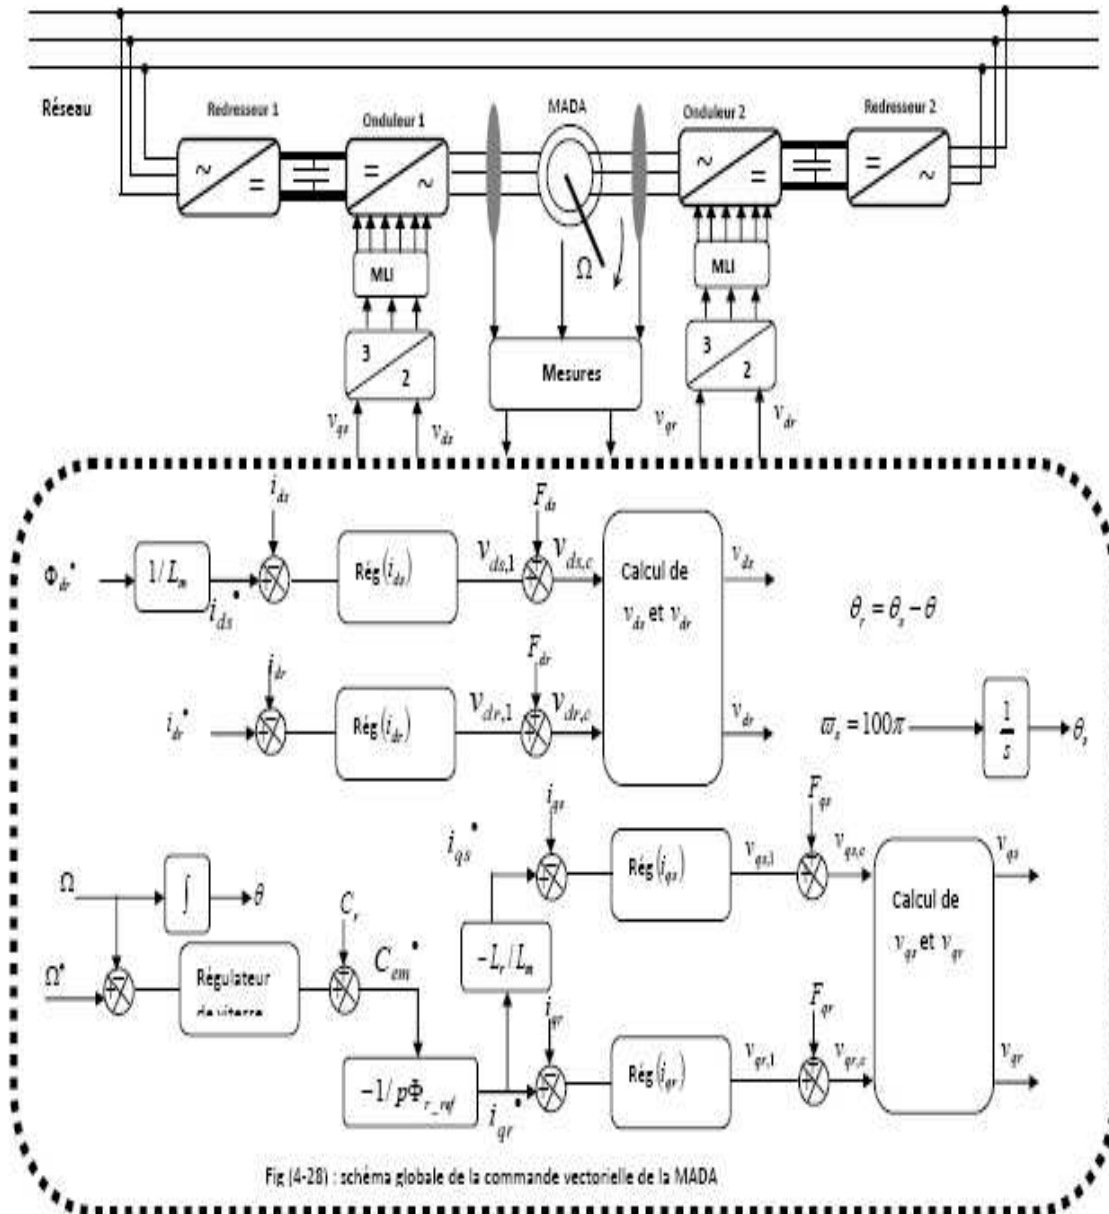 Réseau
Redresseur 1
Onduleur 1
MADA
Onduleur 2
Redresseur 2
~
=
=
~
~
=
=
~
Ω
MLI
MLI
3
2
Mesures
3
2
v_qs
v_ds
v_qr
v_dr
i_ds
F_ds
Φ_dr*
1/L_m
i_ds*
Rég(i_ds)
v_ds,1
v_ds,c
Calcul de
v_ds et v_dr
v_ds
θ_r = θ_s − θ
i_dr
F_dr
i_dr*
Rég(i_dr)
v_dr,1
v_dr,c
v_dr
ϖ_s = 100π
1
s
θ_s
i_qs*
i_qs
F_qs
Rég(i_qs)
v_qs,1
v_qs,c
v_qs
Ω
∫
θ
C_r
C_em*
−L_r/L_m
Calcul de
v_qs et v_qr
Ω*
Régulateur
i_qr
F_qr
−1/pΦ_r_ref
i_qr*
Rég(i_qr)
v_qr,1
v_qr,c
v_qr
Fig (4-28) : schéma globale de la commande vectorielle de la MADA